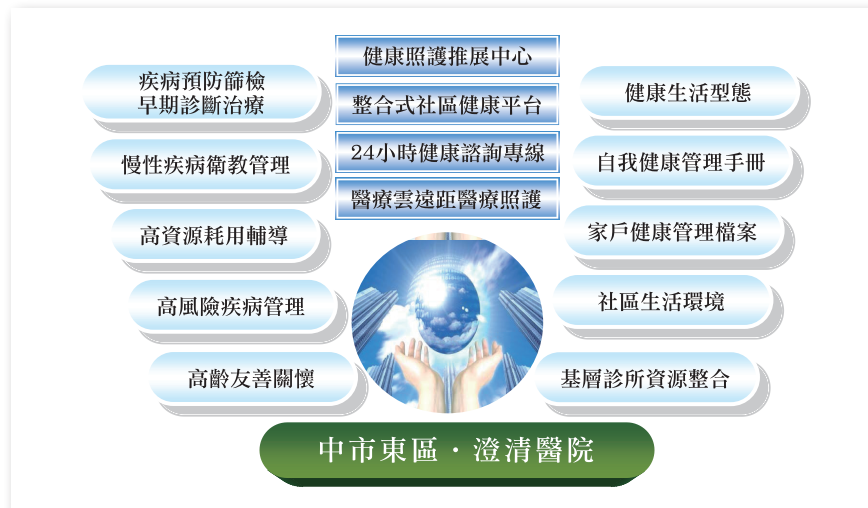 健康照護推展中心
整合式社區健康平台
24小時健康諮詢專線
醫療雲遠距醫療照護
疾病預防篩檢
早期診斷治療
慢性疾病衛教管理
高資源耗用輔導
高風險疾病管理
高齡友善關懷
健康生活型態
自我健康管理手冊
家戶健康管理檔案
社區生活環境
基層診所資源整合
中市東區·澄清醫院